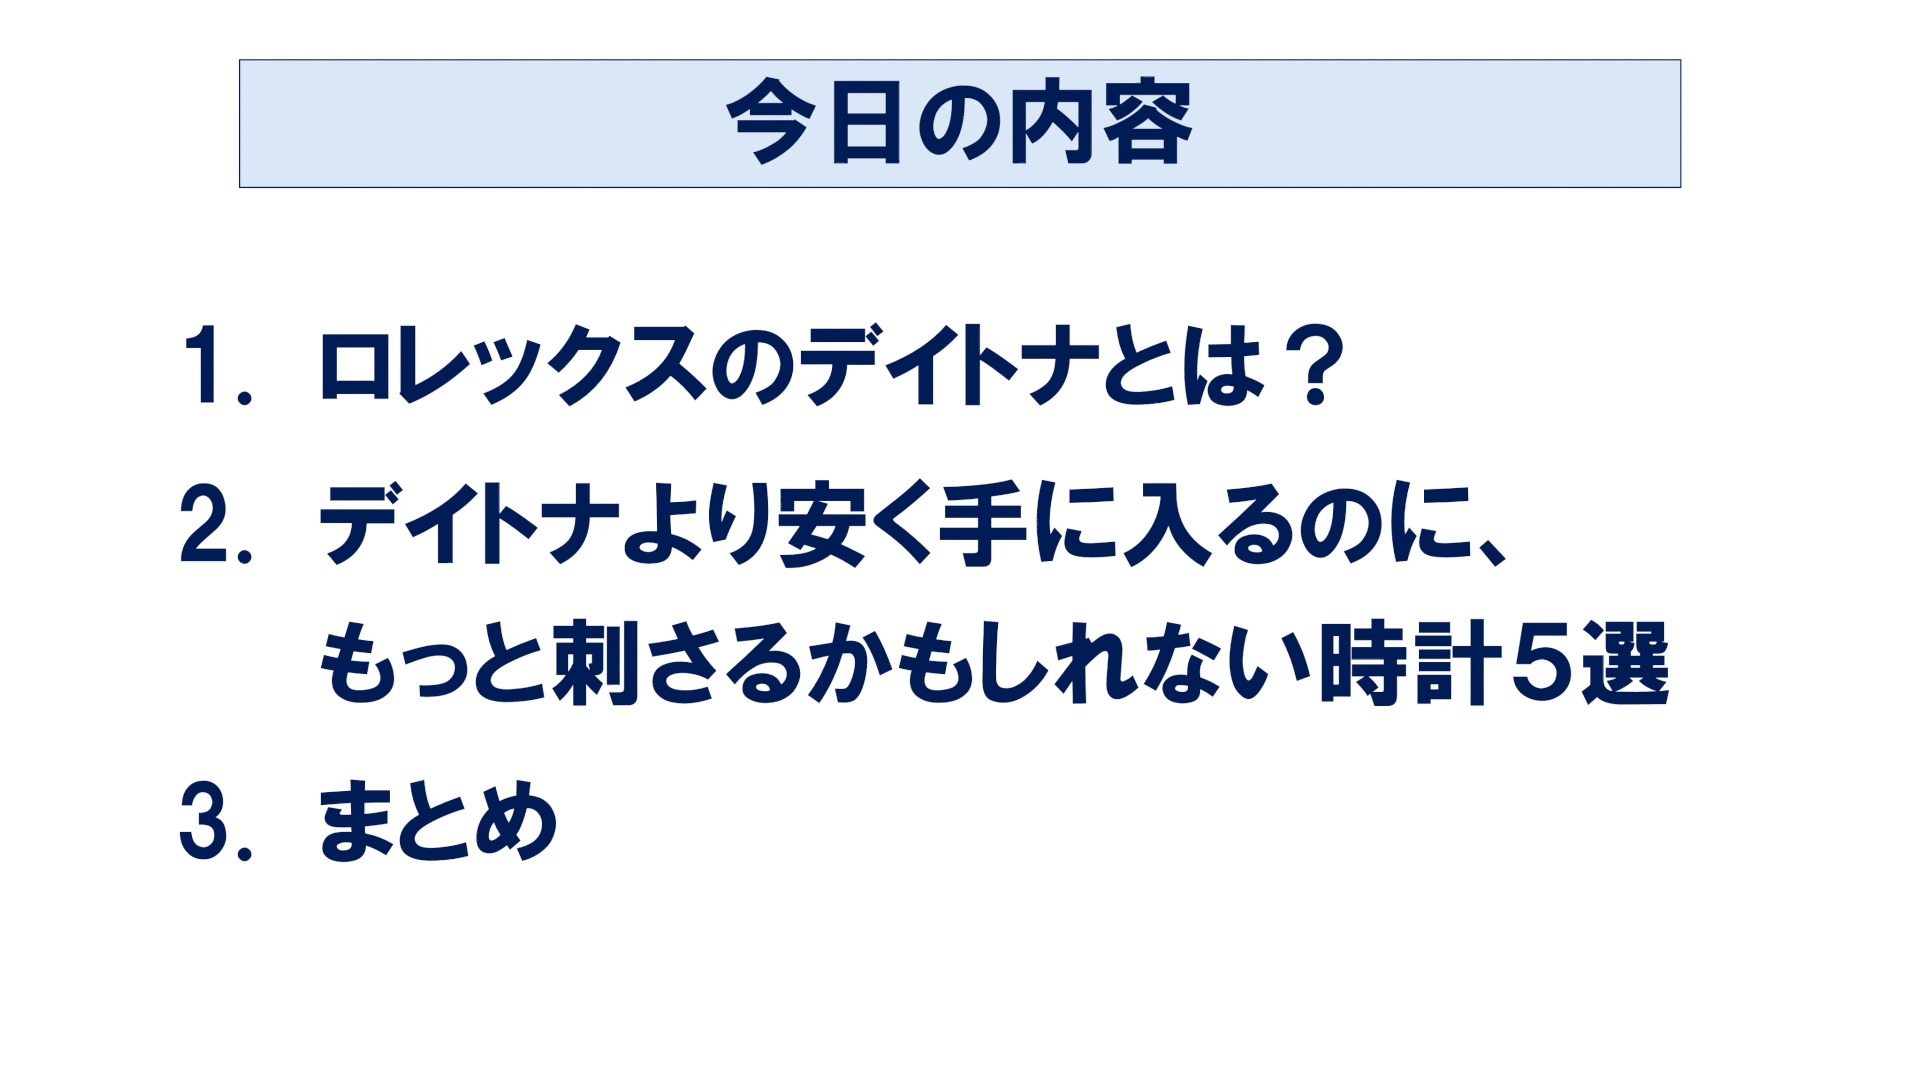 今日の内容
1. ロレックスのデイトナとは？
2. デイトナより安く手に入るのに、
もっと刺さるかもしれない時計５選
3. まとめ